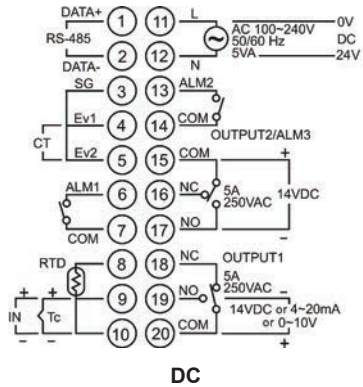 DATA+ 1 11 L 0V
RS-485 AC 100~240V
50/60 Hz DC
2 12 5VA 24V
DATA- N
SG 3 13 ALM2
Ev1 4 14 COM
CT OUTPUT2/ALM3
Ev2 5 15 COM +
ALM1 6 16 NC 5A 14VDC
250VAC
7 17 NO
COM -
RTD 8 18 NC OUTPUT1
5A
+ + 9 19 NO 250VAC -
IN Tc 14VDC or 4~20mA
or 0~10V
- - 10 20 COM +
DC